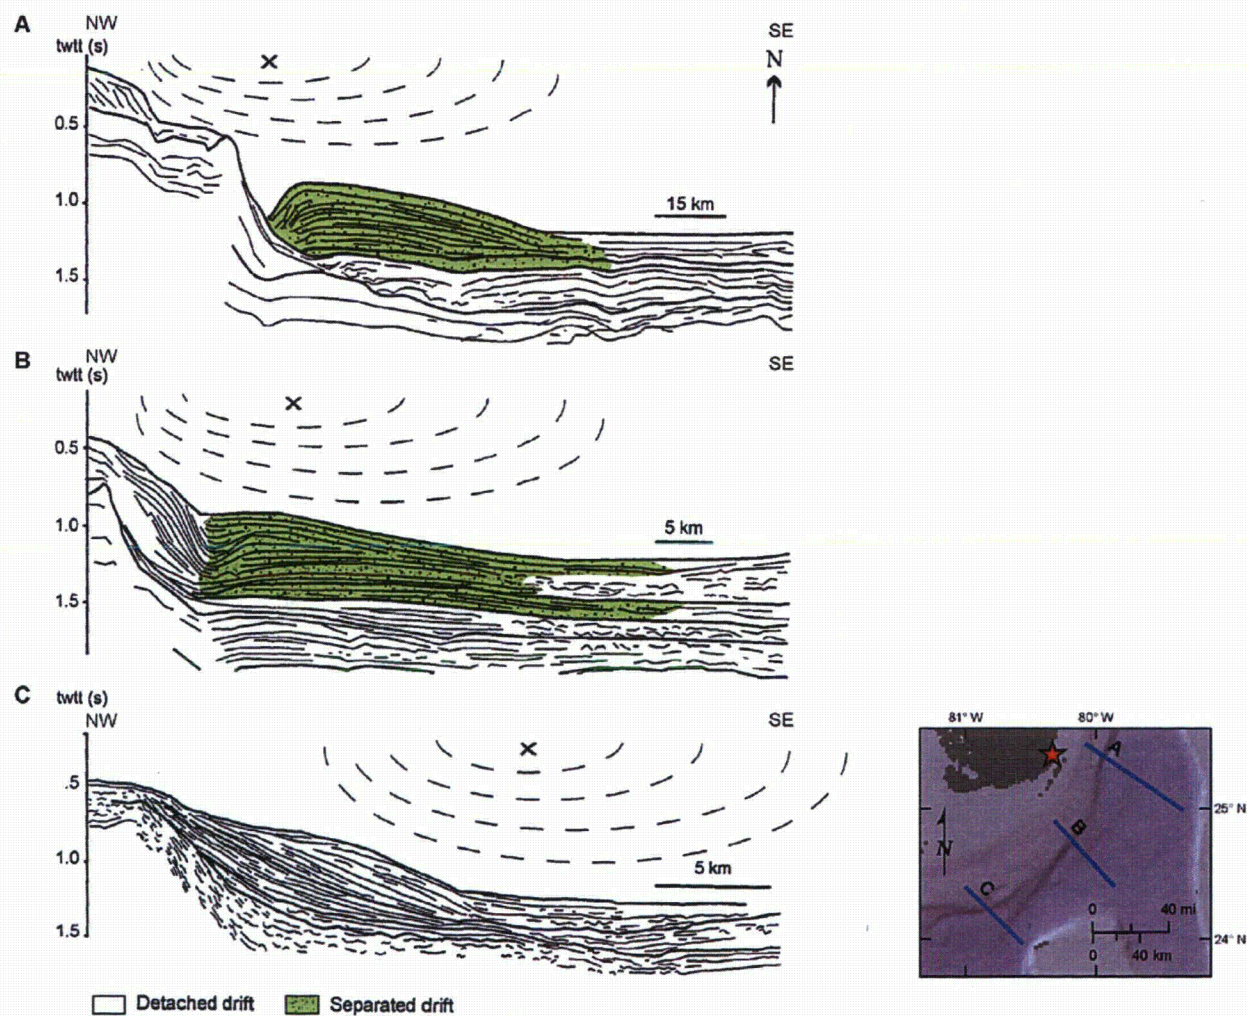 A
NW
twtt (s)
SE
N
0.5
1.0
1.5
15 km
B
NW
twtt (s)
SE
0.5
1.0
1.5
5 km
C
twtt (s)
NW
SE
.5
1.0
1.5
5 km
81° W 80° W
A
25° N
B
N
C
0 40 mi
24° N
0 40 km
Detached drift Separated drift